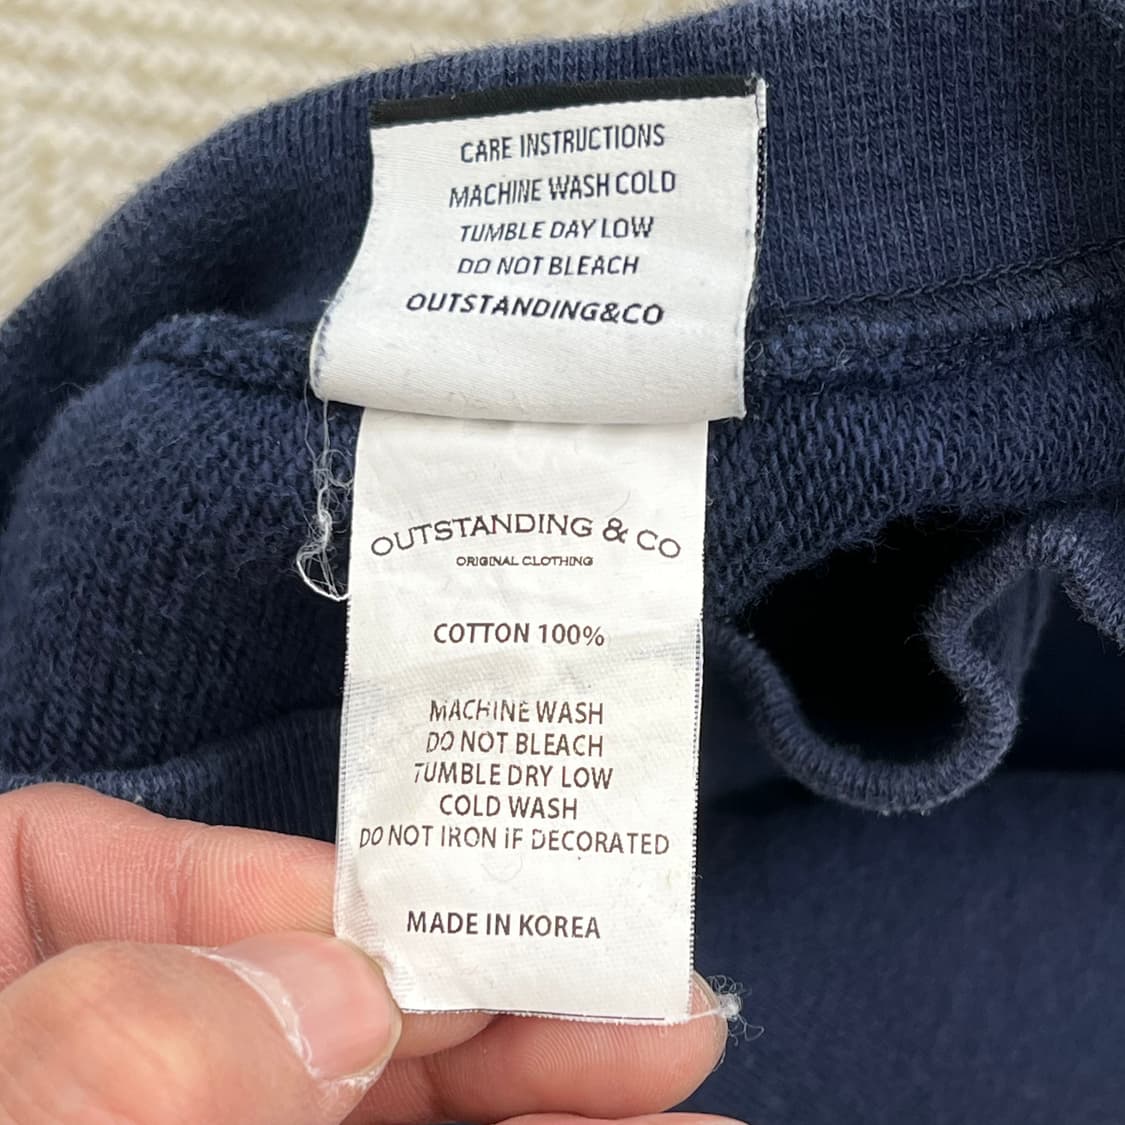 CARE INSTRUCTIONS
MACHINE WASH COLD
TUMBLE DAY LOW
DO NOT BLEACH
OUTSTANDING&CO
OUTSTANDING & CO
ORIGINAL CLOTHING
COTTON 100%
MACHINE WASH
DO NOT BLEACH
TUMBLE DRY LOW
COLD WASH
DO NOT IRON IF DECORATED
MADE IN KOREA